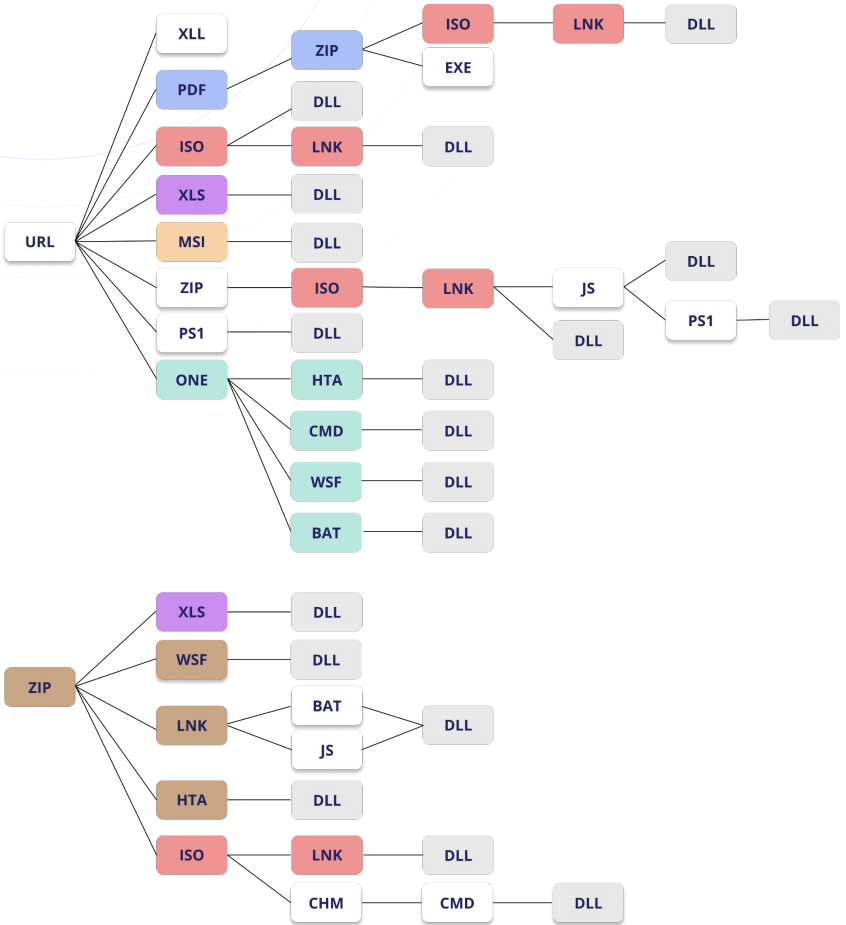 ISO LNK DLL
XLL
ZIP
EXE
PDF
DLL
ISO LNK DLL
XLS DLL
URL MSI DLL
DLL
ZIP ISO LNK JS
PS1 DLL
PS1 DLL
DLL
ONE HTA DLL
CMD DLL
WSF DLL
BAT DLL
XLS DLL
WSF DLL
ZIP
BAT
LNK DLL
JS
HTA DLL
ISO LNK DLL
CHM CMD DLL